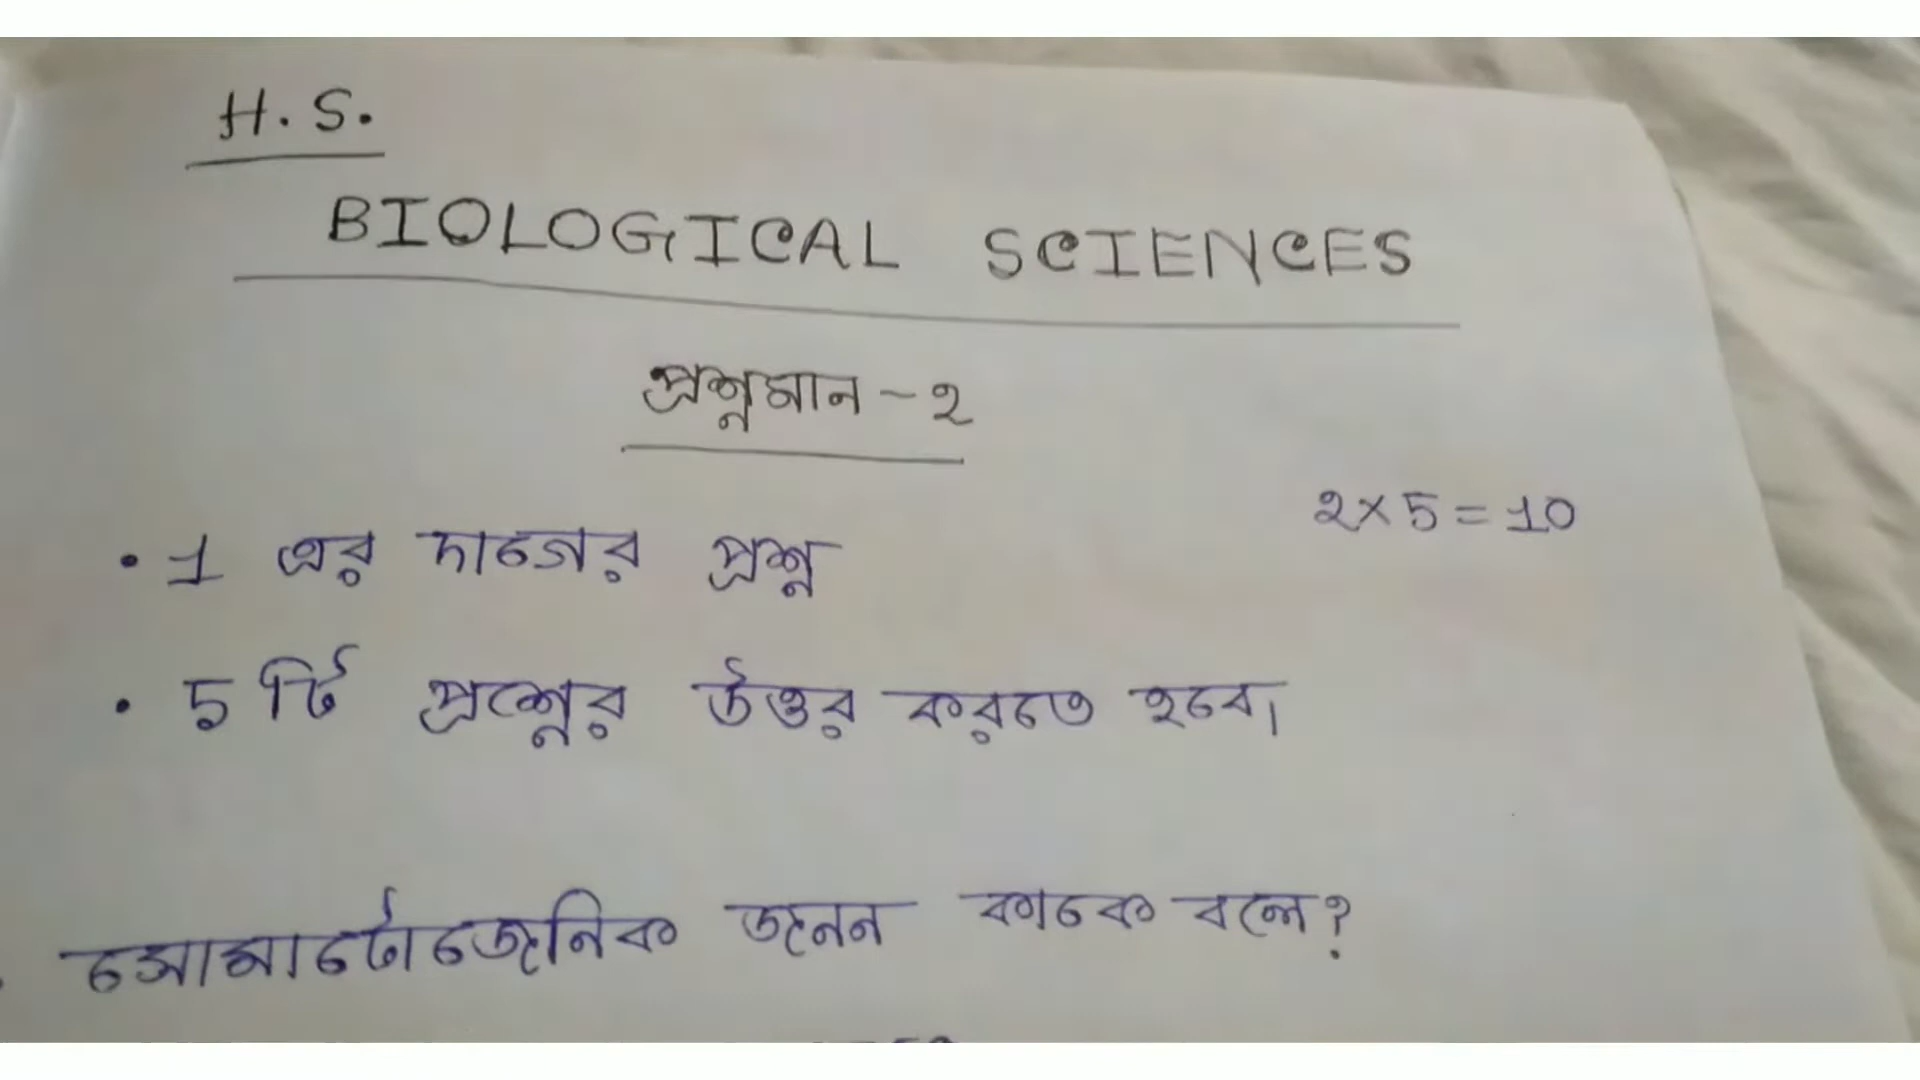 H. S.
BIOLOGICAL SCIENCES
প্রশ্নমান - ২
2 x 5 = 10
• 1 এর দাগের প্রশ্ন
• 5 টি প্রশ্নের উত্তর করতে হবে।
সোমাটোজেনিক জনন কাকে বলে?